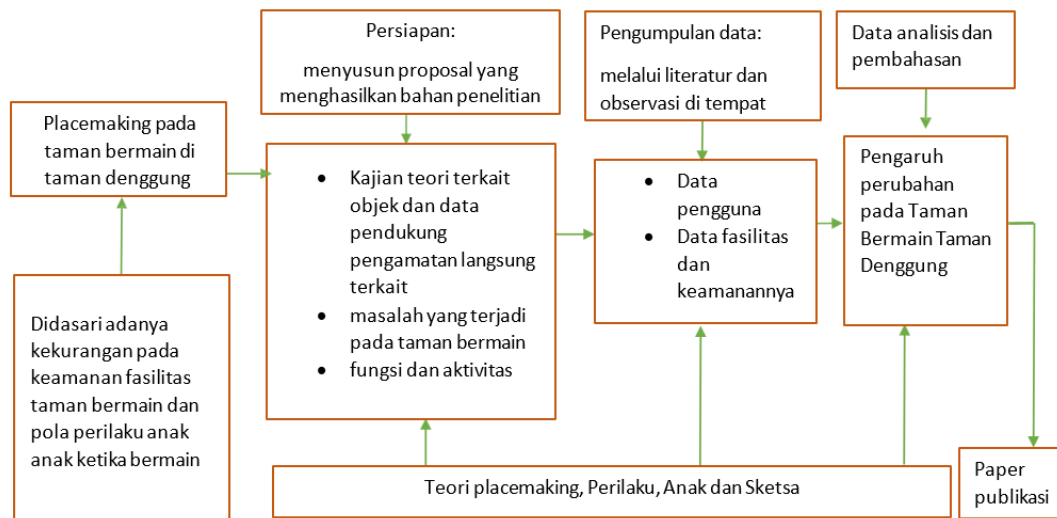 Persiapan:
menyusun proposal yang
menghasilkan bahan penelitian
Pengumpulan data:
melalui literatur dan
observasi di tempat
Data analisis dan
pembahasan
Placemaking pada
taman bermain di
taman denggung
• Kajian teori terkait
objek dan data
pendukung
pengamatan langsung
terkait
• masalah yang terjadi
pada taman bermain
• fungsi dan aktivitas
• Data
pengguna
• Data fasilitas
dan
keamanannya
Pengaruh
perubahan
pada Taman
Bermain Taman
Denggung
Didasari adanya
kekurangan pada
keamanan fasilitas
taman bermain dan
pola perilaku anak
anak ketika bermain
Teori placemaking, Perilaku, Anak dan Sketsa
Paper
publikasi